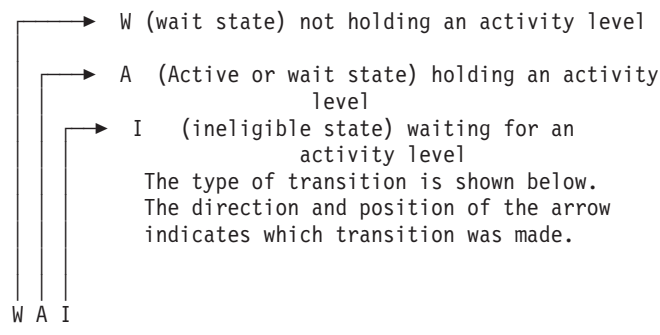 W (wait state) not holding an activity level
A (Active or wait state) holding an activity
level
I (ineligible state) waiting for an
activity level
The type of transition is shown below.
The direction and position of the arrow
indicates which transition was made.
W A I